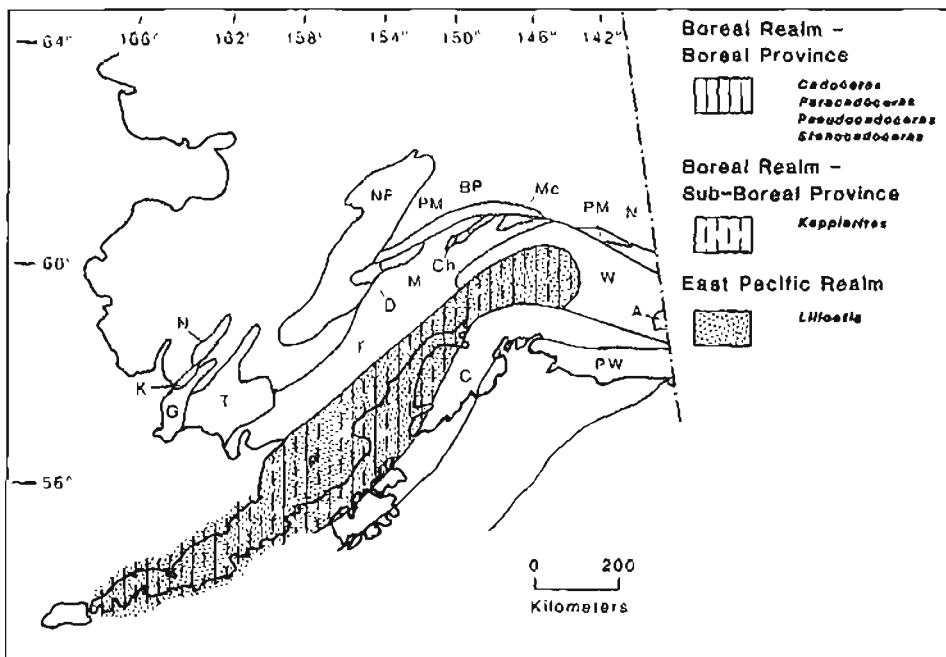 64° 166° 162° 158° 154° 150° 146° 142°
Boreal Realm –
Boreal Province
Cadoceras
Paracadoceras
Pseudocadoceras
Stenocadoceras
Boreal Realm –
Sub-Boreal Province
Kepplerites
East Pacific Realm
Lilloettia
NF PM BP Mc PM N
60°
Ch M W
D
A
N
K G T
C PW
56°
0 200
Kilometers